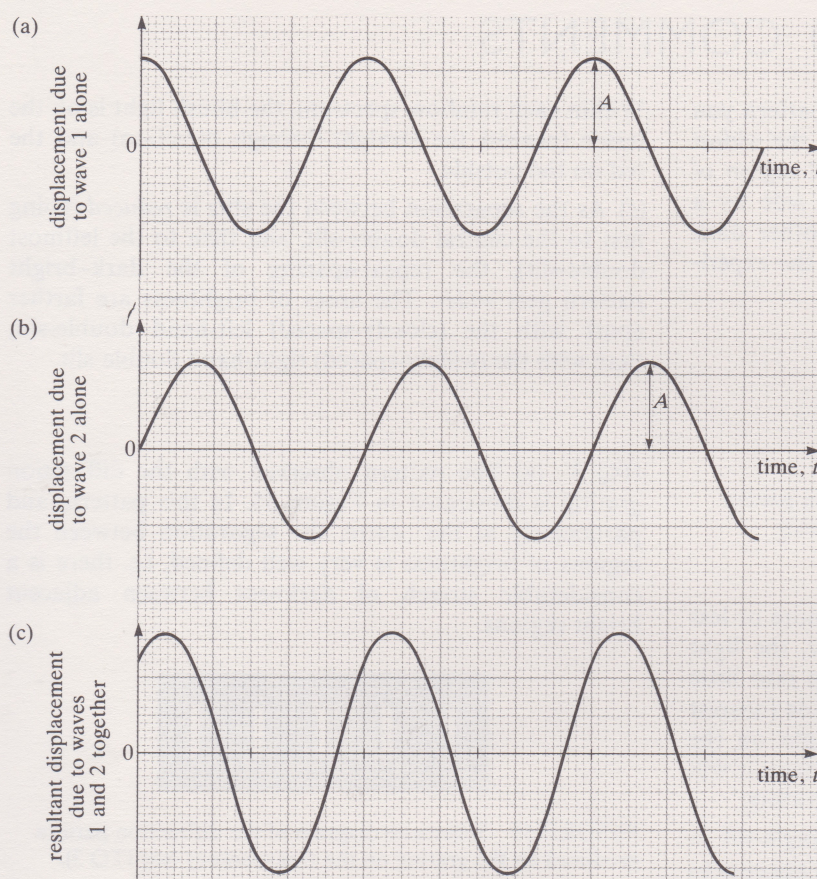 (a)
displacement due
to wave 1 alone
0
A
time, t
(b)
displacement due
to wave 2 alone
0
A
time, t
(c)
resultant displacement
due to waves
1 and 2 together
0
time, t